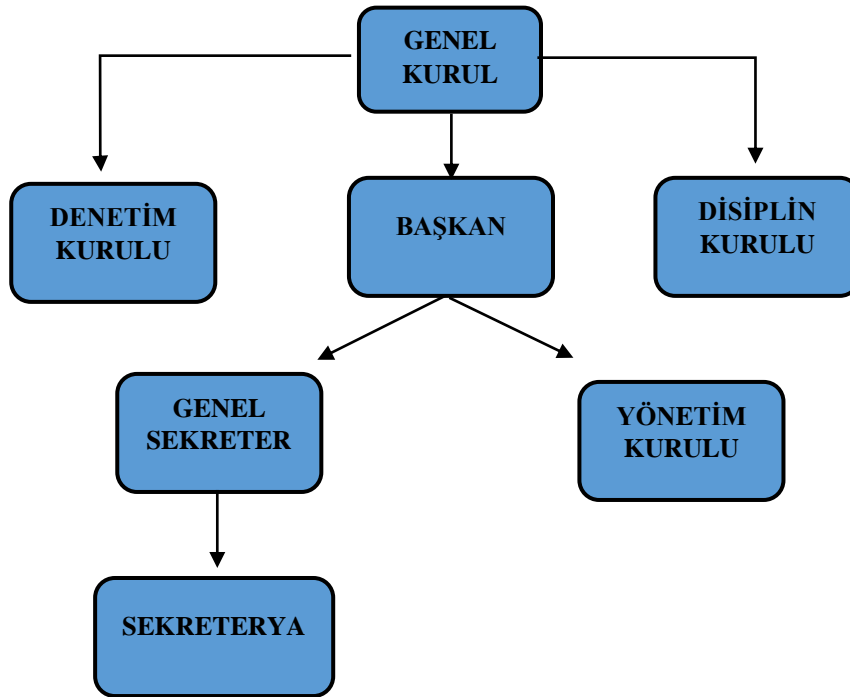 GENEL
KURUL
DENETİM
KURULU
BAŞKAN
DİSİPLİN
KURULU
GENEL
SEKRETER
YÖNETİM
KURULU
SEKRETERYA